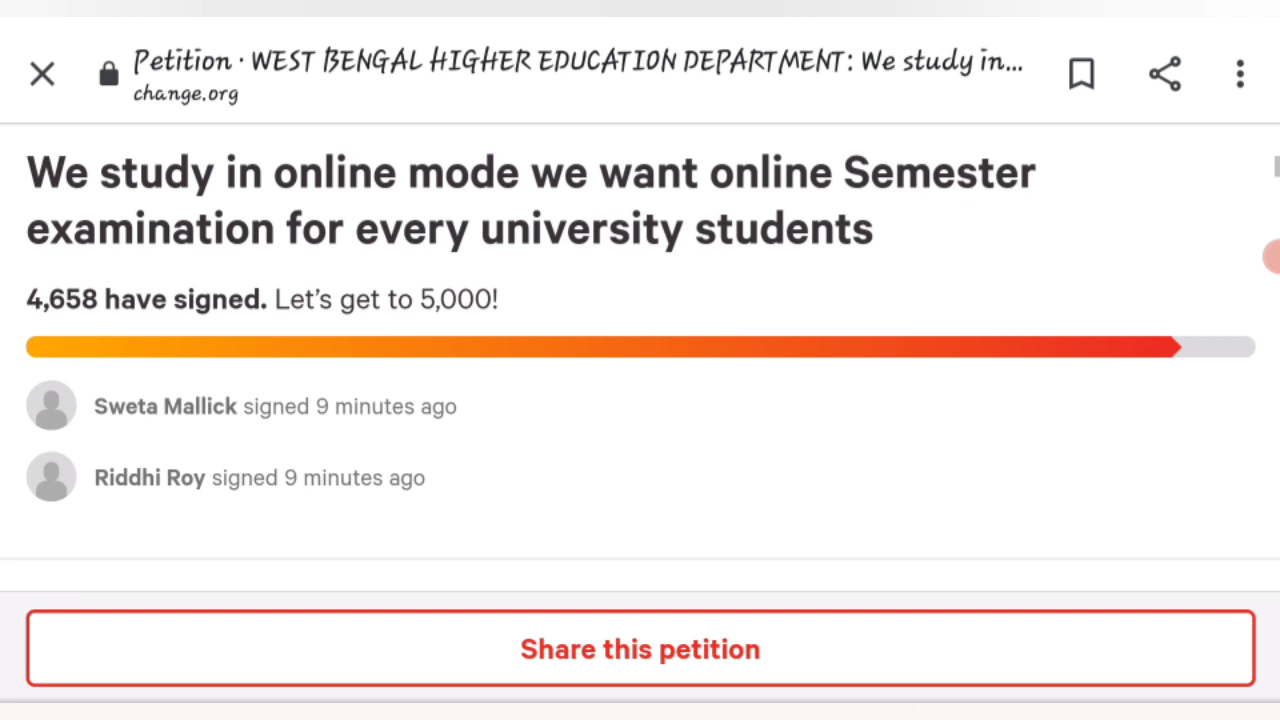 Petition · WEST BENGAL HIGHER EDUCATION DEPARTMENT: We study in...
change.org
We study in online mode we want online Semester
examination for every university students
4,658 have signed. Let's get to 5,000!
Sweta Mallick signed 9 minutes ago
Riddhi Roy signed 9 minutes ago
Share this petition